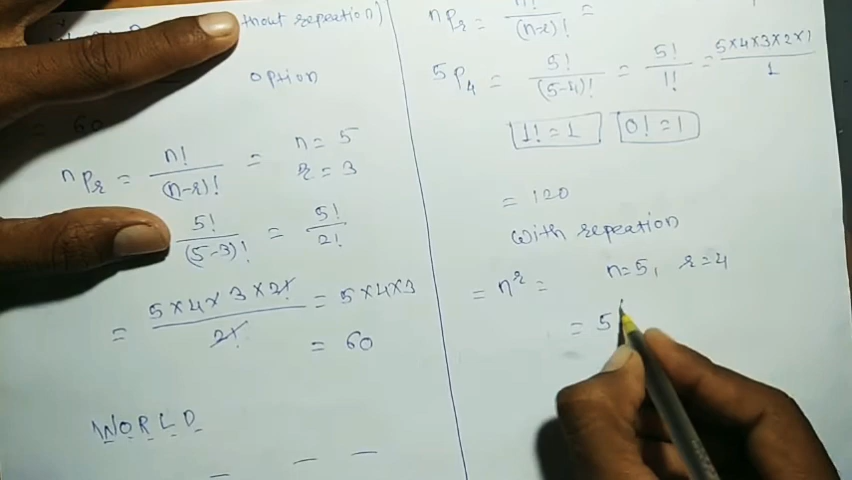 thout repeation)
option
60
nPr = n!/(n-r)! = n = 5
r = 3
5!/(5-3)! = 5!/2!
= 5×4×3×2!/2! = 5×4×3
= 60
WORLD
nPr = n!/(n-r)! =
5P4 = 5!/(5-4)! = 5!/1! = 5×4×3×2×1/1
1! = 1 0! = 1
= 120
with repeation
= n^r = n=5, r=4
= 5